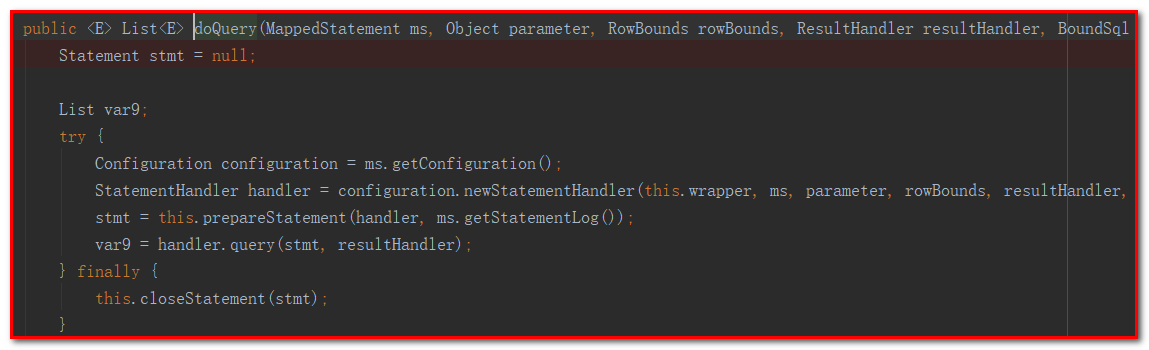 public <E> List<E> doQuery(MappedStatement ms, Object parameter, RowBounds rowBounds, ResultHandler resultHandler, BoundSql
Statement stmt = null;
List var9;
try {
Configuration configuration = ms.getConfiguration();
StatementHandler handler = configuration.newStatementHandler(this.wrapper, ms, parameter, rowBounds, resultHandler,
stmt = this.prepareStatement(handler, ms.getStatementLog());
var9 = handler.query(stmt, resultHandler);
} finally {
this.closeStatement(stmt);
}